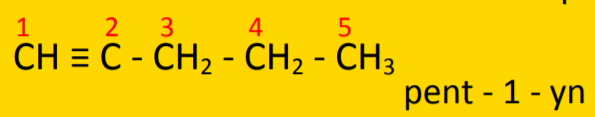 1 2 3 4 5
CH ≡ C - CH₂ - CH₂ - CH₃
pent - 1 - yn